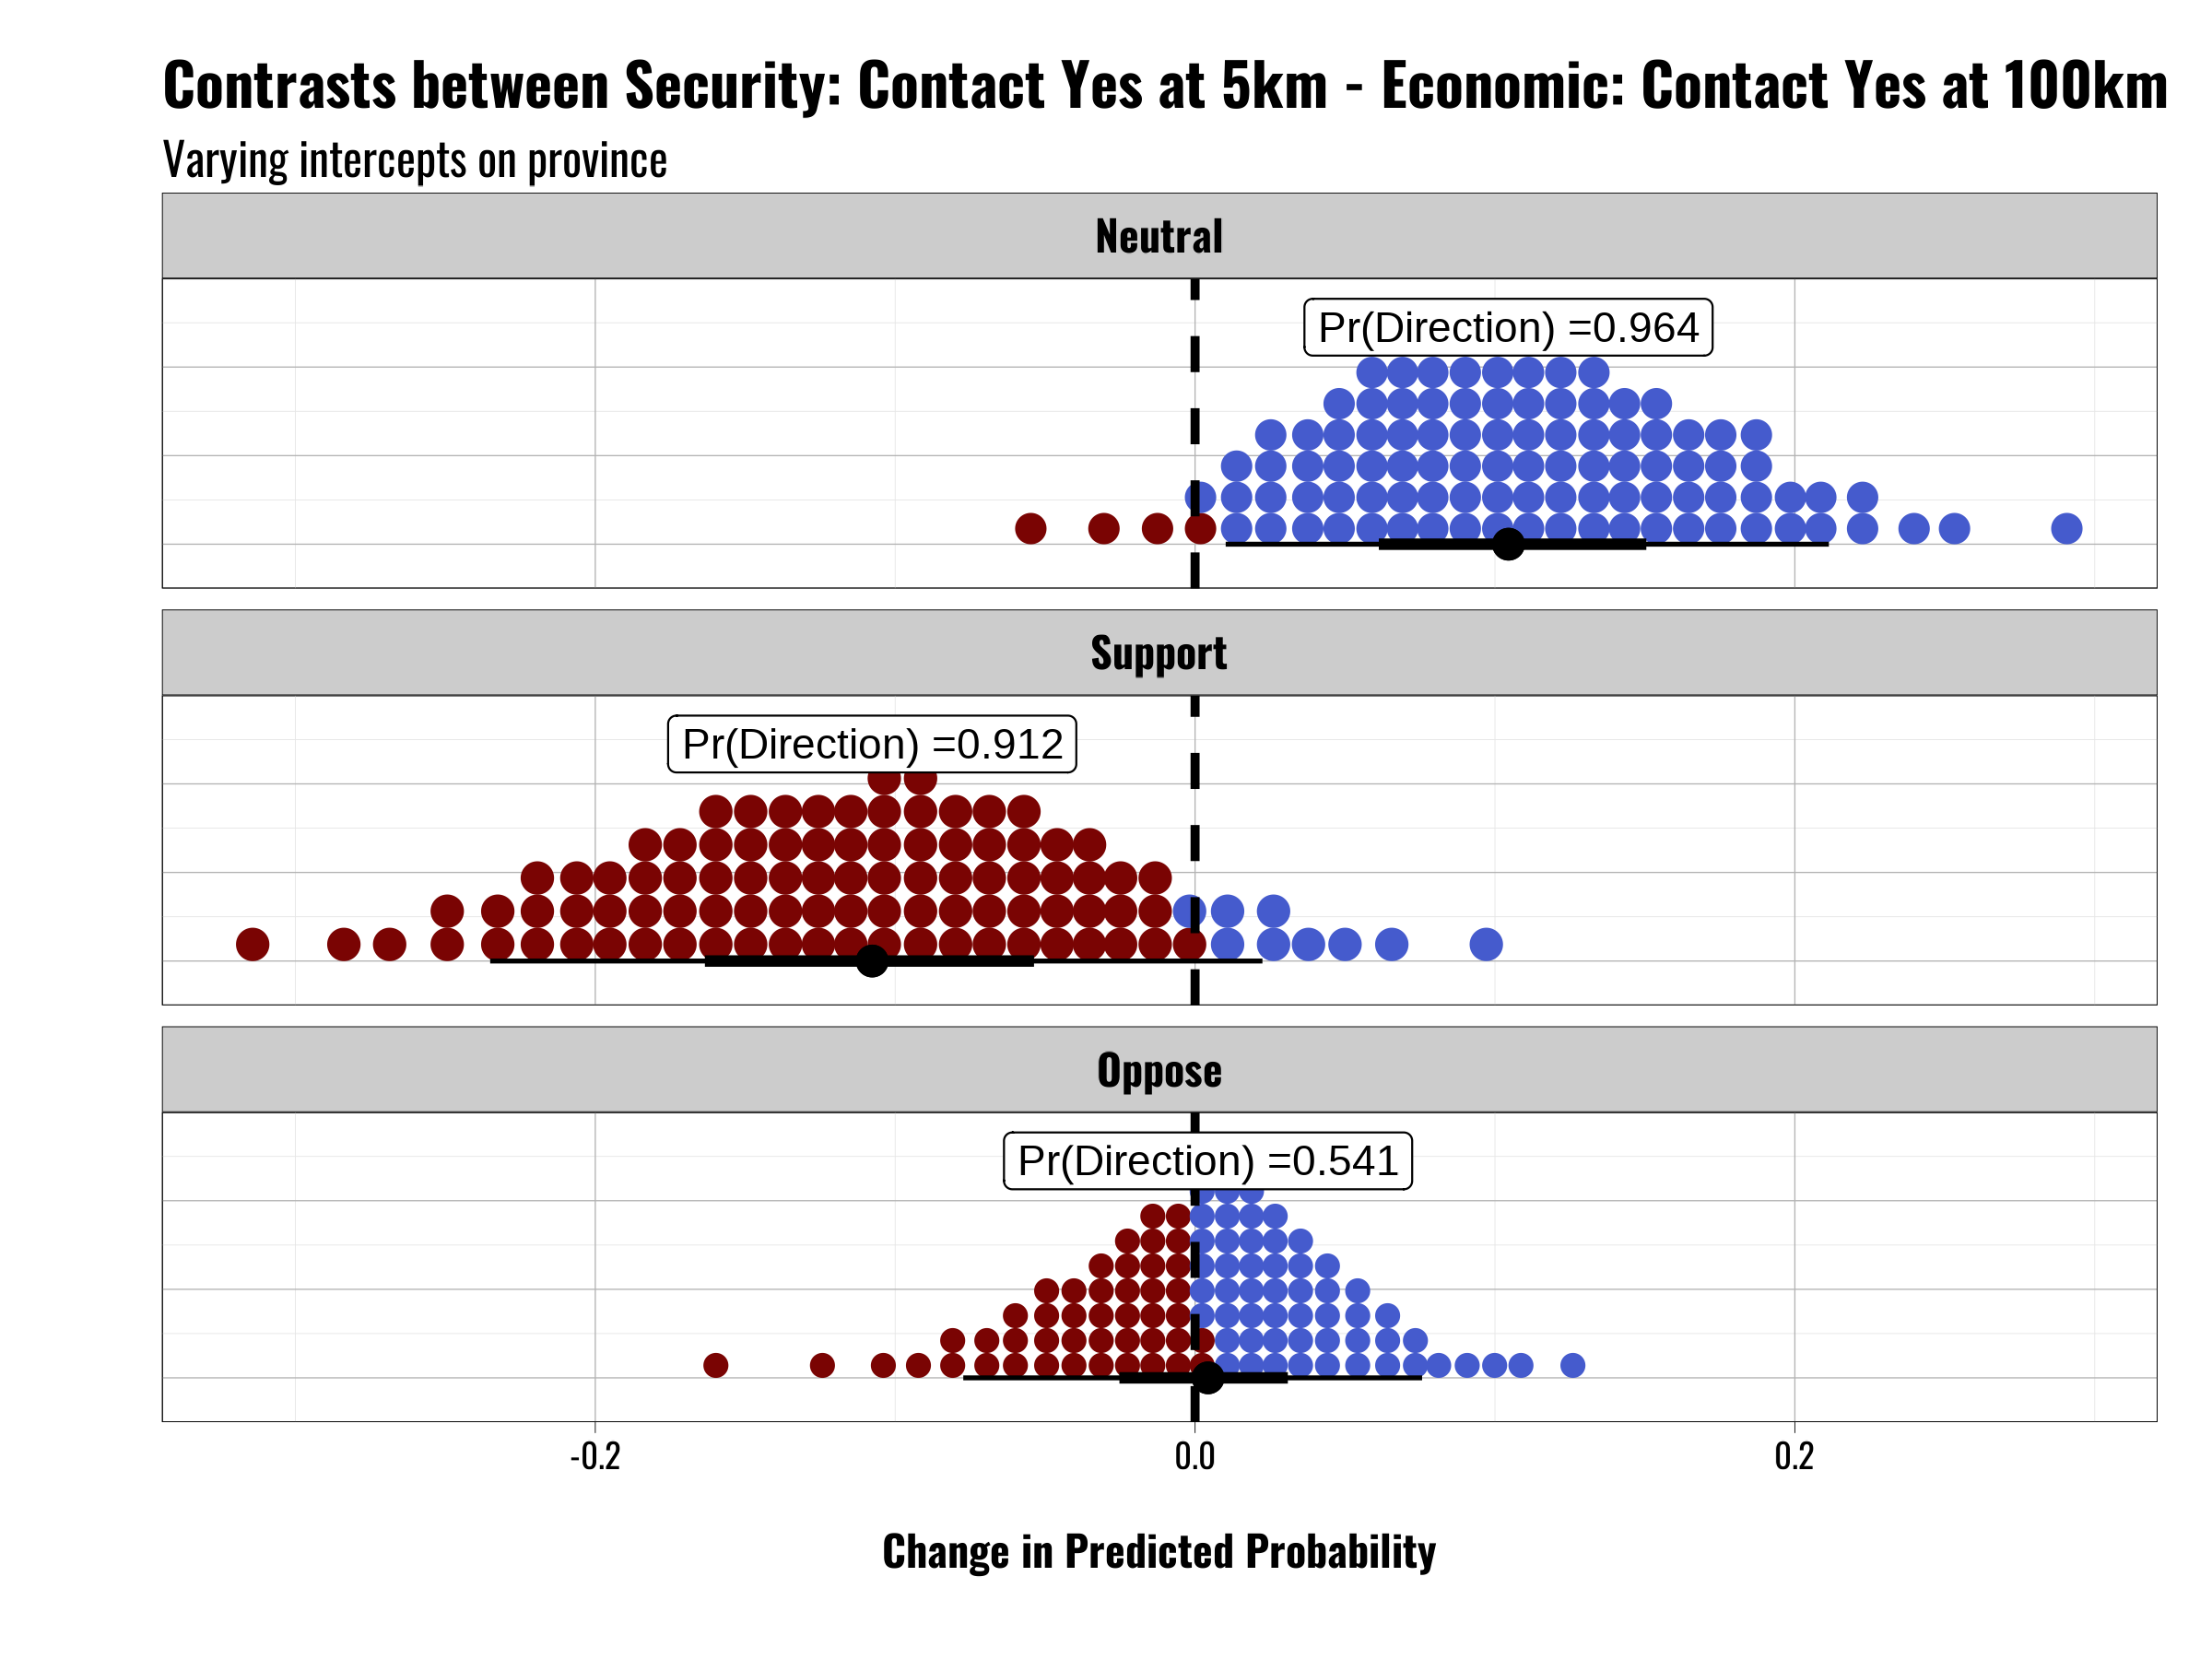 Contrasts between Security: Contact Yes at 5km - Economic: Contact Yes at 100km
Varying intercepts on province
Neutral
Pr(Direction) =0.964
Support
Pr(Direction) =0.912
Oppose
Pr(Direction) =0.541
-0.2 0.0 0.2
Change in Predicted Probability